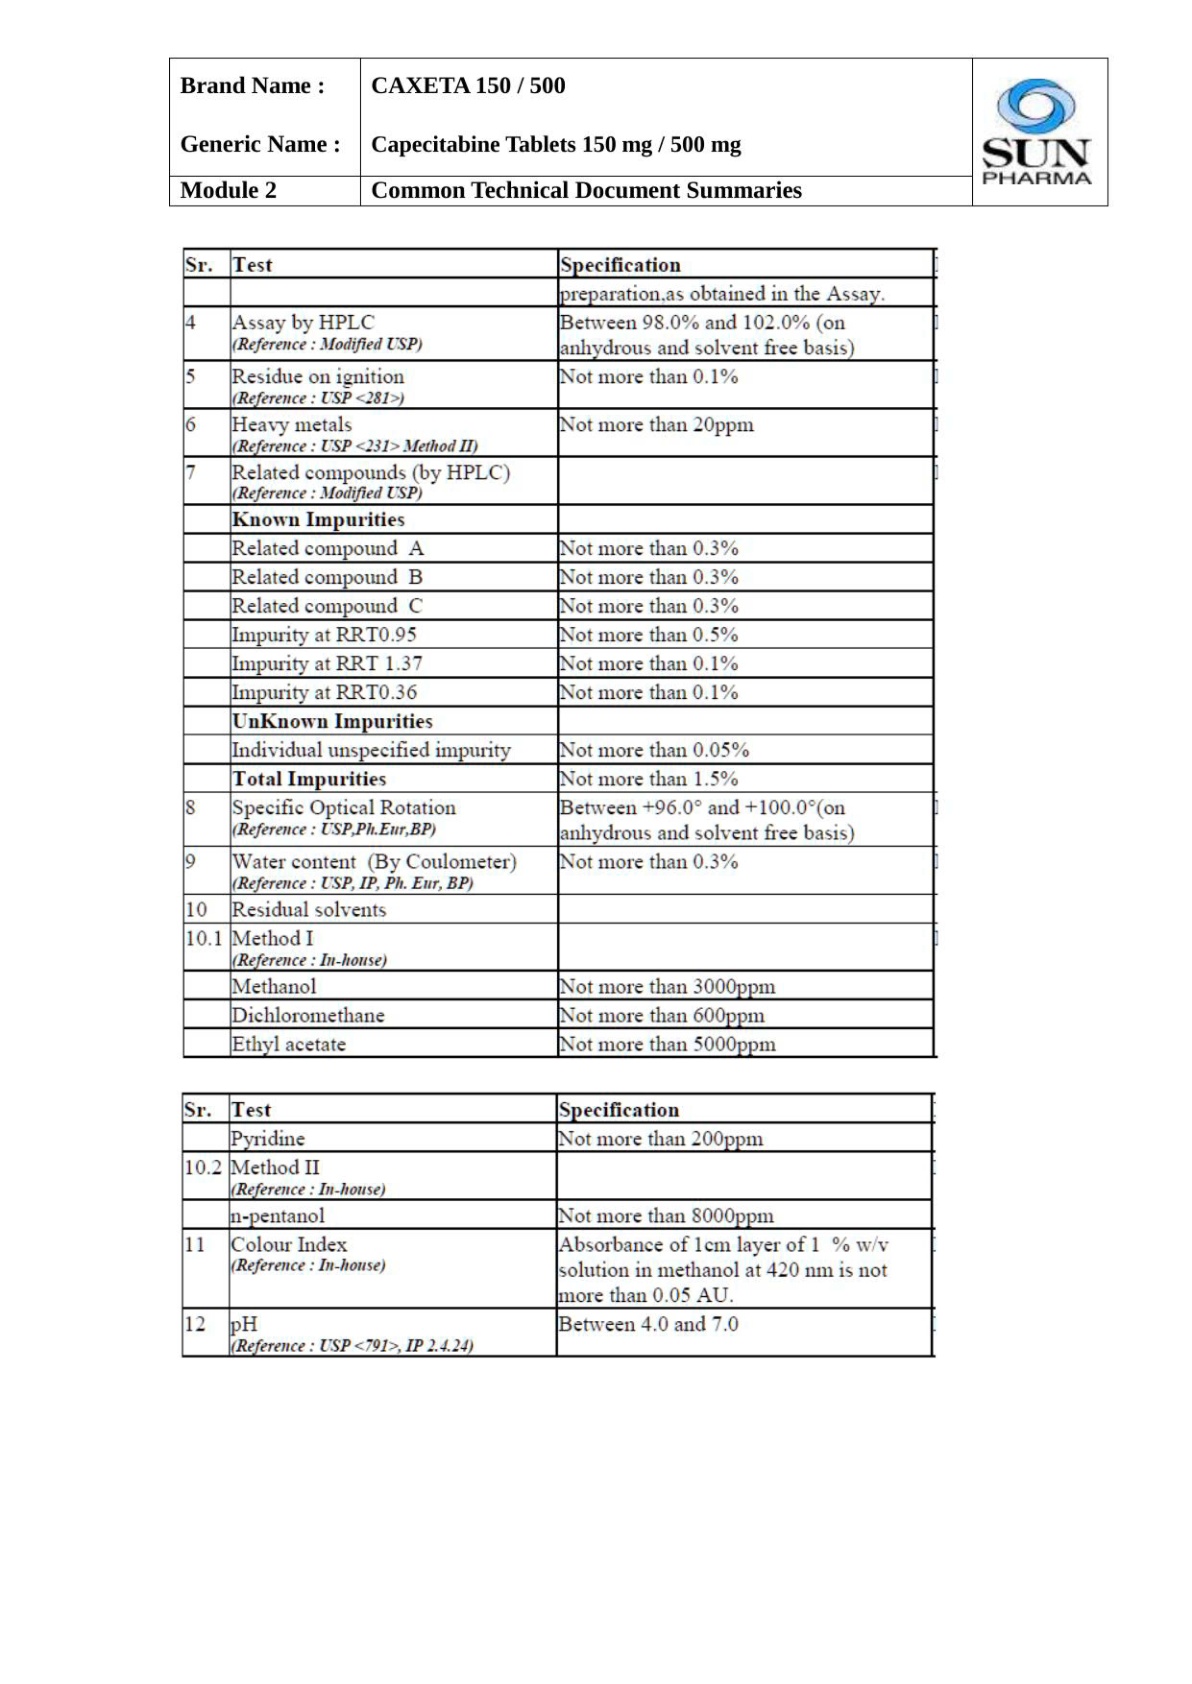 Brand Name : CAXETA 150 / 500
Generic Name : Capecitabine Tablets 150 mg / 500 mg
SUN
PHARMA
Module 2 Common Technical Document Summaries
Sr. Test Specification
preparation,as obtained in the Assay.
4 Assay by HPLC Between 98.0% and 102.0% (on
(Reference : Modified USP) anhydrous and solvent free basis)
5 Residue on ignition Not more than 0.1%
(Reference : USP <281>)
6 Heavy metals Not more than 20ppm
(Reference : USP <231> Method II)
7 Related compounds (by HPLC)
(Reference : Modified USP)
Known Impurities
Related compound A Not more than 0.3%
Related compound B Not more than 0.3%
Related compound C Not more than 0.3%
Impurity at RRT0.95 Not more than 0.5%
Impurity at RRT 1.37 Not more than 0.1%
Impurity at RRT0.36 Not more than 0.1%
UnKnown Impurities
Individual unspecified impurity Not more than 0.05%
Total Impurities Not more than 1.5%
8 Specific Optical Rotation Between +96.0° and +100.0°(on
(Reference : USP,Ph.Eur,BP) anhydrous and solvent free basis)
9 Water content (By Coulometer) Not more than 0.3%
(Reference : USP, IP, Ph. Eur, BP)
10 Residual solvents
10.1 Method I
(Reference : In-house)
Methanol Not more than 3000ppm
Dichloromethane Not more than 600ppm
Ethyl acetate Not more than 5000ppm
Sr. Test Specification
Pyridine Not more than 200ppm
10.2 Method II
(Reference : In-house)
n-pentanol Not more than 8000ppm
11 Colour Index Absorbance of 1cm layer of 1 % w/v
(Reference : In-house) solution in methanol at 420 nm is not
more than 0.05 AU.
12 pH Between 4.0 and 7.0
(Reference : USP <791>, IP 2.4.24)